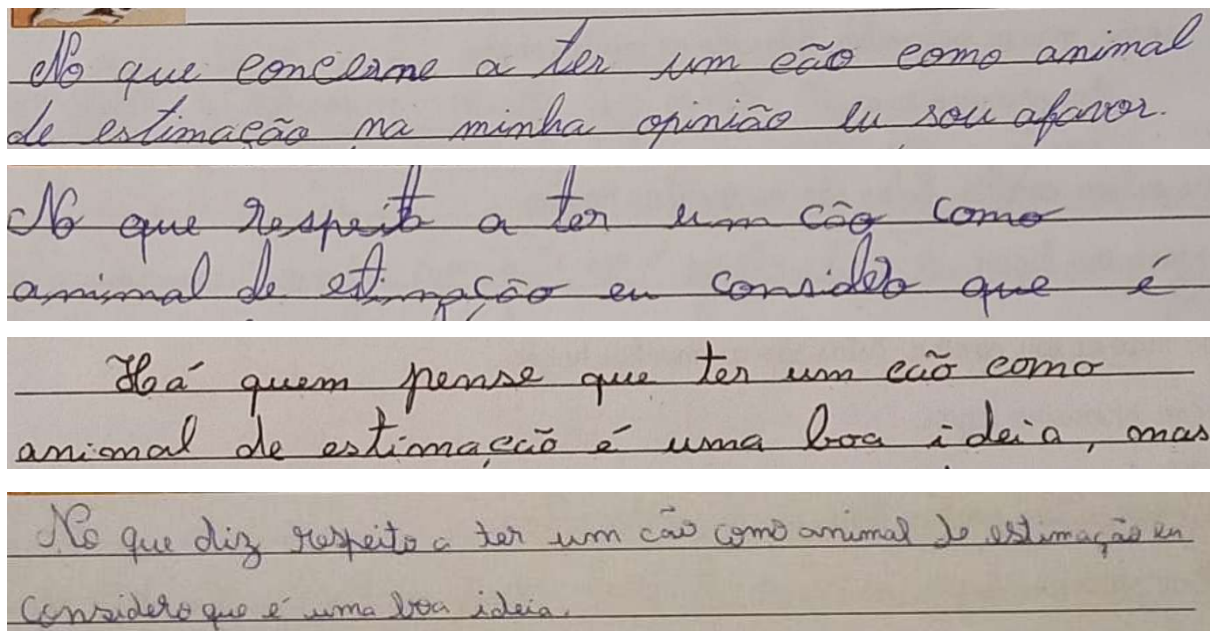 No que concerne a ter um cão como animal
de estimação na minha opinião eu sou afavor.
No que respeito a ter um cão como
animal de estimação eu considero que é
Há quem pense que ter um cão como
animal de estimação é uma boa ideia, mas
No que diz respeito a ter um cão como animal de estimação eu
considero que é uma boa ideia.